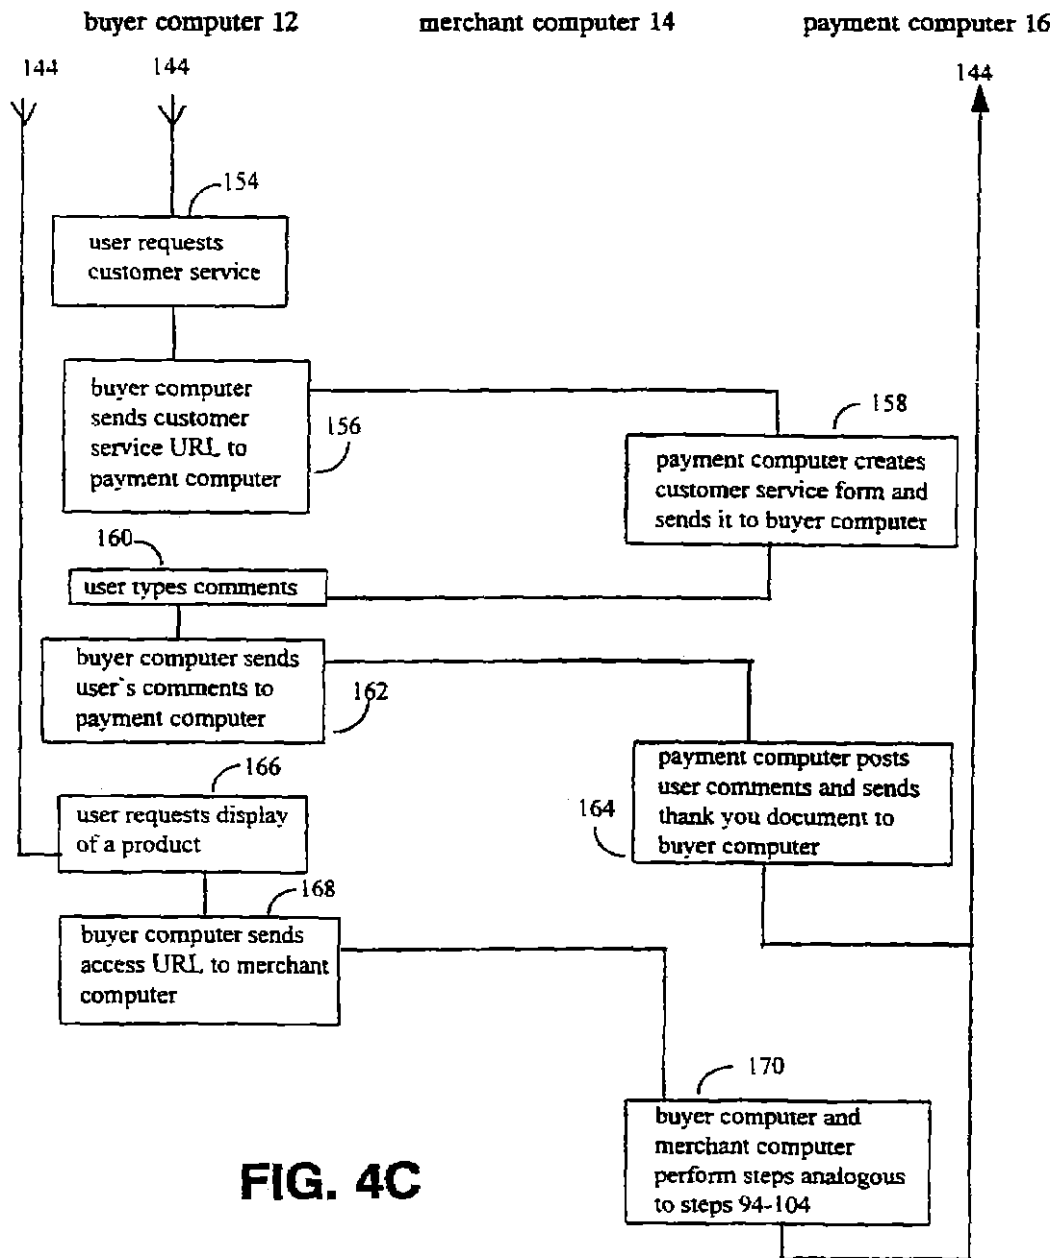 buyer computer 12
merchant computer 14
payment computer 16
144
144
144
154
user requests
customer service
buyer computer
sends customer
service URL to
payment computer
156
158
payment computer creates
customer service form and
sends it to buyer computer
160
user types comments
buyer computer sends
user's comments to
payment computer
162
payment computer posts
user comments and sends
thank you document to
buyer computer
164
166
user requests display
of a product
168
buyer computer sends
access URL to merchant
computer
170
buyer computer and
merchant computer
perform steps analogous
to steps 94-104
FIG. 4C